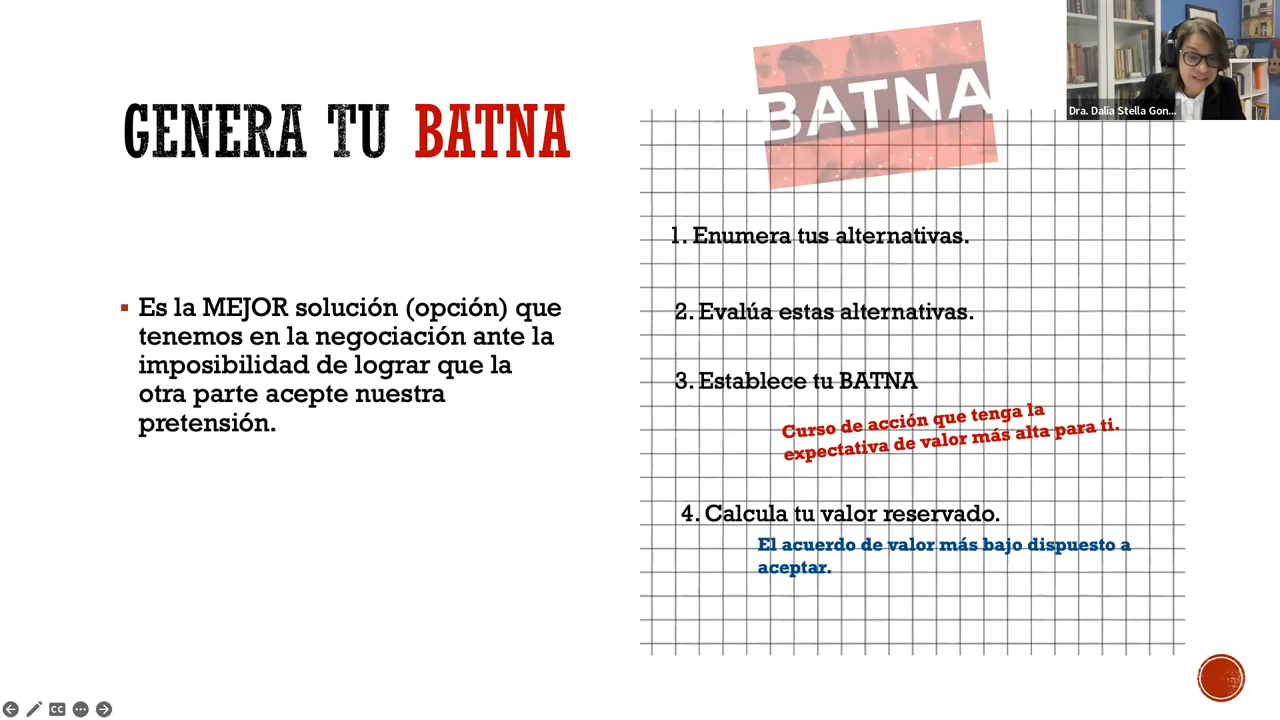 GENERA TU BATNA
BATNA
Dra. Dalia Stella Gon...
Es la MEJOR solución (opción) que
tenemos en la negociación ante la
imposibilidad de lograr que la
otra parte acepte nuestra
pretensión.
1. Enumera tus alternativas.
2. Evalúa estas alternativas.
3. Establece tu BATNA
Curso de acción que tenga la
expectativa de valor más alta para ti.
4. Calcula tu valor reservado.
El acuerdo de valor más bajo dispuesto a
aceptar.
CC